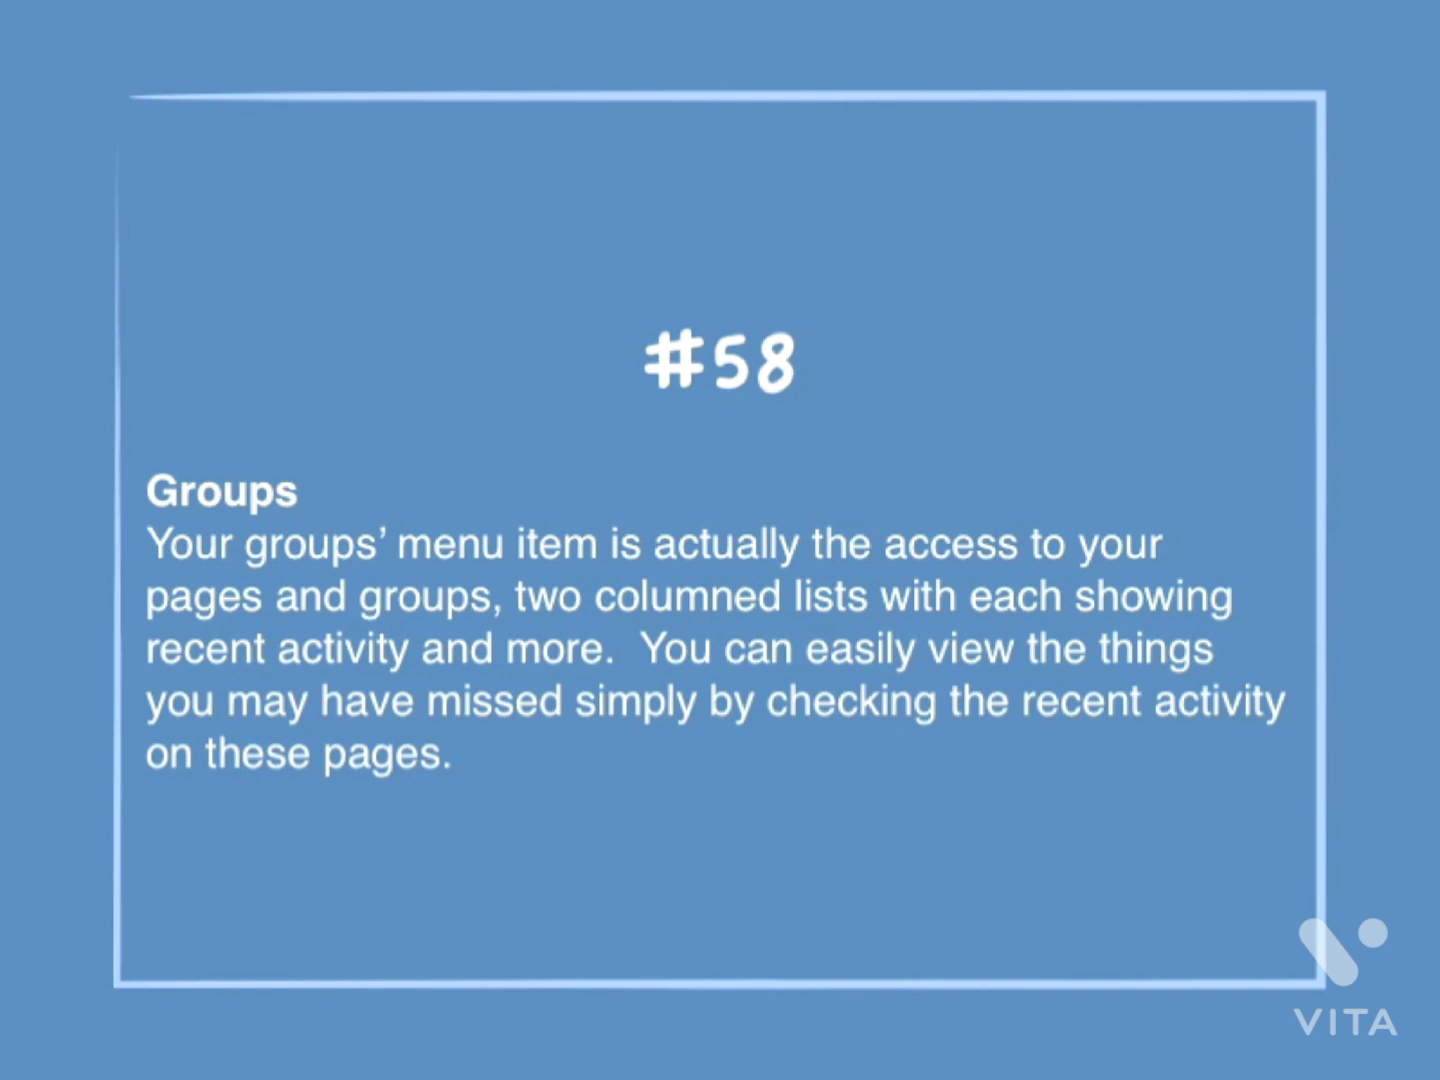 #58
Groups
Your groups’ menu item is actually the access to your
pages and groups, two columned lists with each showing
recent activity and more.  You can easily view the things
you may have missed simply by checking the recent activity
on these pages.
VITA